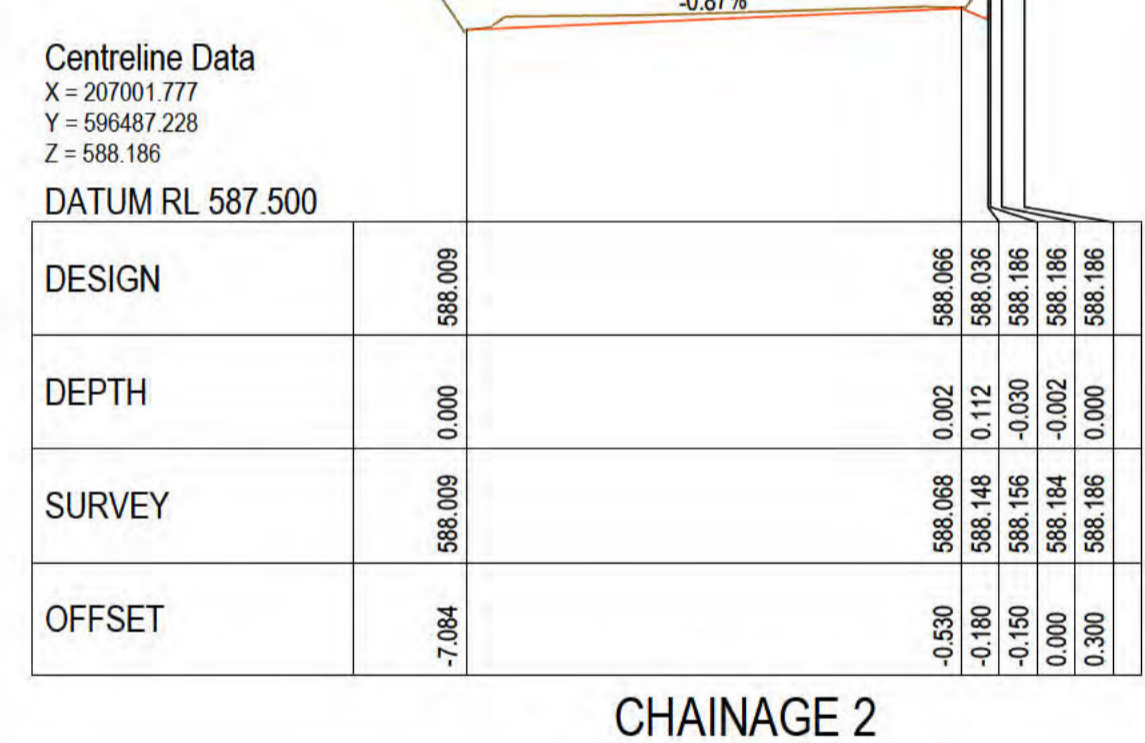 -0.87%
Centreline Data
X = 207001.777
Y = 596487.228
Z = 588.186
DATUM RL 587.500
DESIGN 588.009 588.066 588.036 588.186 588.186 588.186
DEPTH 0.000 0.002 0.112 -0.030 -0.002 0.000
SURVEY 588.009 588.068 588.148 588.156 588.184 588.186
OFFSET -7.084 -0.530 -0.180 -0.150 0.000 0.300
CHAINAGE 2